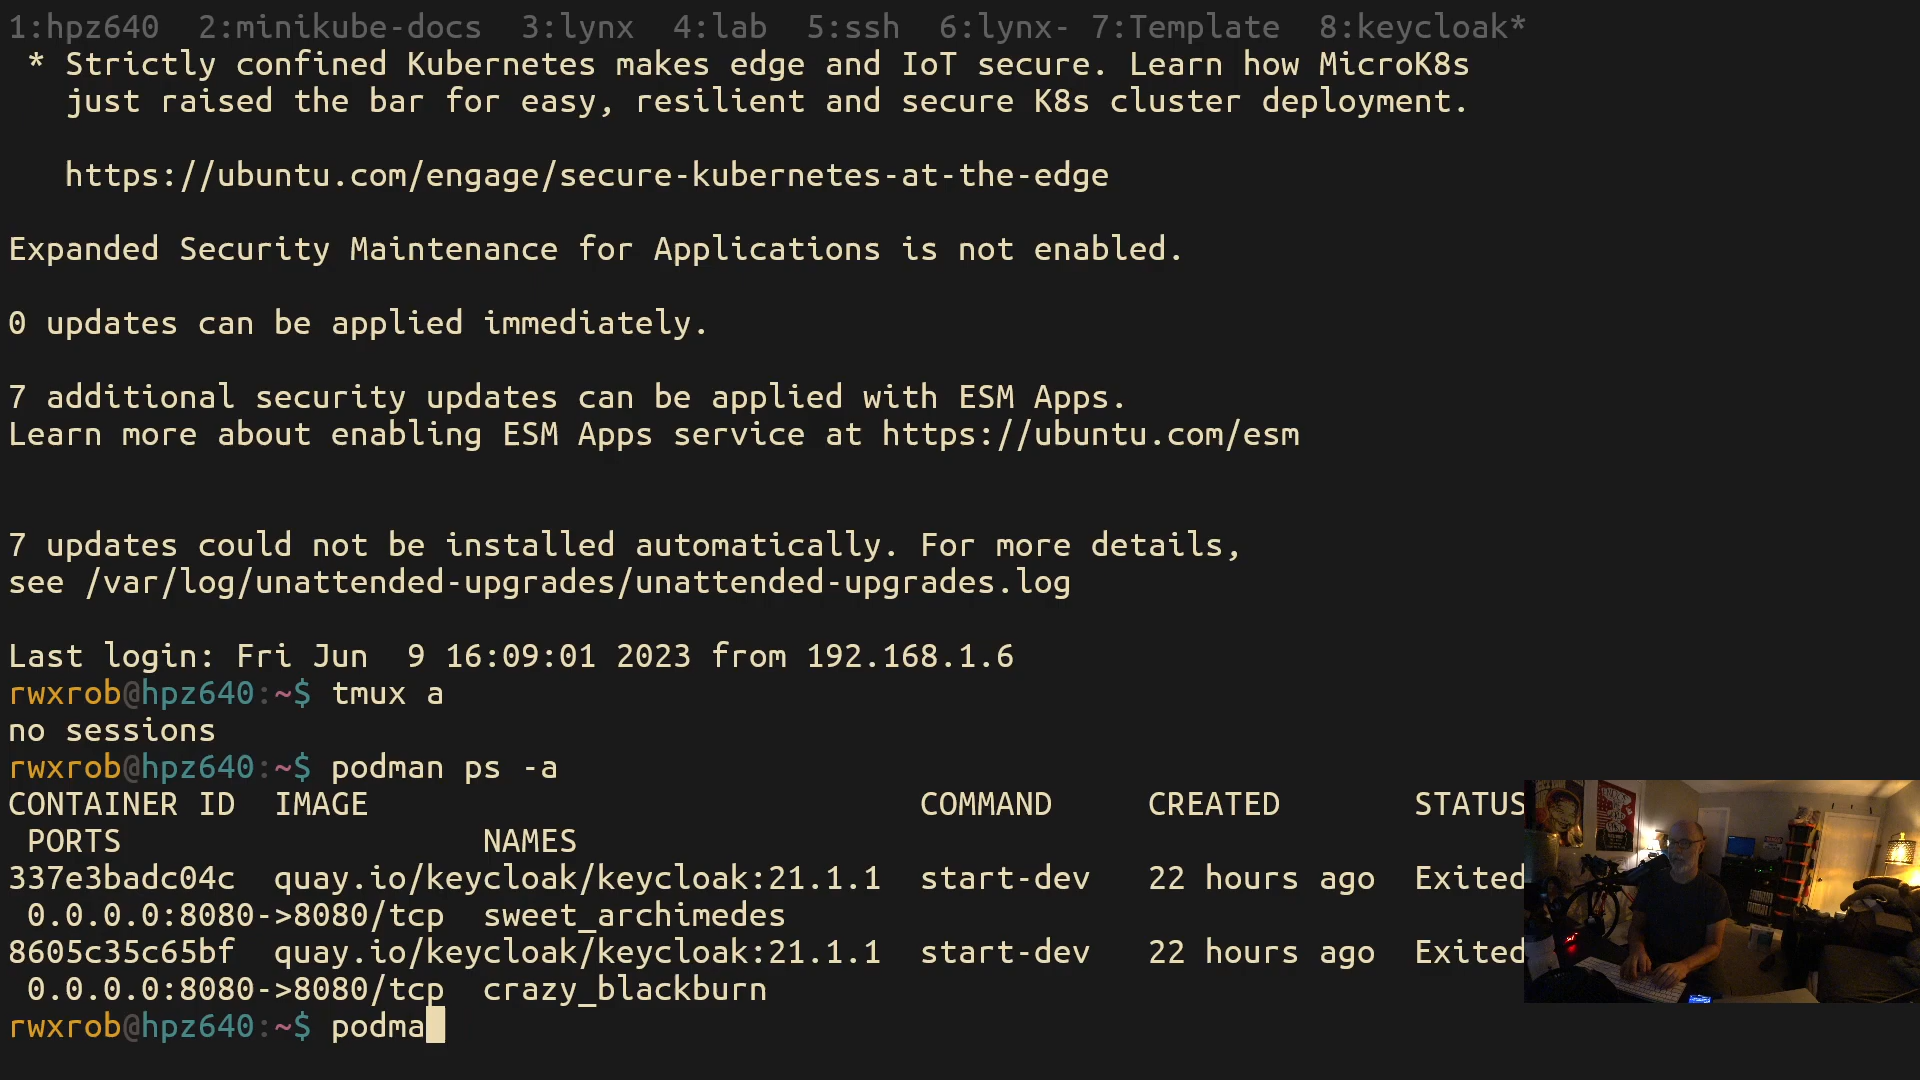 1:hpz640  2:minikube-docs  3:lynx  4:lab  5:ssh  6:lynx- 7:Template  8:keycloak*
 * Strictly confined Kubernetes makes edge and IoT secure. Learn how MicroK8s
   just raised the bar for easy, resilient and secure K8s cluster deployment.
   https://ubuntu.com/engage/secure-kubernetes-at-the-edge
Expanded Security Maintenance for Applications is not enabled.
0 updates can be applied immediately.
7 additional security updates can be applied with ESM Apps.
Learn more about enabling ESM Apps service at https://ubuntu.com/esm
7 updates could not be installed automatically. For more details,
see /var/log/unattended-upgrades/unattended-upgrades.log
Last login: Fri Jun  9 16:09:01 2023 from 192.168.1.6
rwxrob@hpz640:~$ tmux a
no sessions
rwxrob@hpz640:~$ podman ps -a
CONTAINER ID  IMAGE                             COMMAND     CREATED       STATUS
 PORTS                   NAMES
337e3badc04c  quay.io/keycloak/keycloak:21.1.1  start-dev   22 hours ago  Exited
 0.0.0.0:8080->8080/tcp  sweet_archimedes
8605c35c65bf  quay.io/keycloak/keycloak:21.1.1  start-dev   22 hours ago  Exited
 0.0.0.0:8080->8080/tcp  crazy_blackburn
rwxrob@hpz640:~$ podma